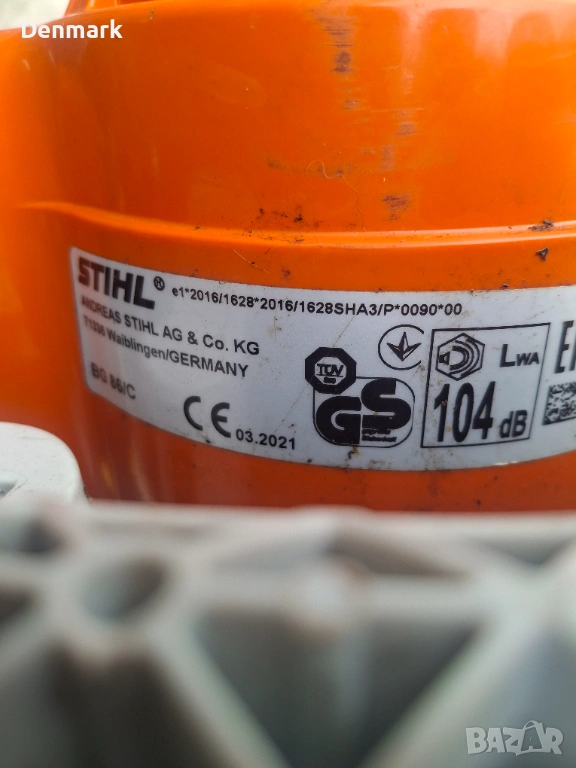 Denmark
STIHL®
e1*2016/1628*2016/1628SHA3/P*0090*00
ANDREAS STIHL AG & Co. KG
71336 Waiblingen/GERMANY
BG 86/C
CE 03.2021
TÜV
GS
LWA
104 dB
BAZAR